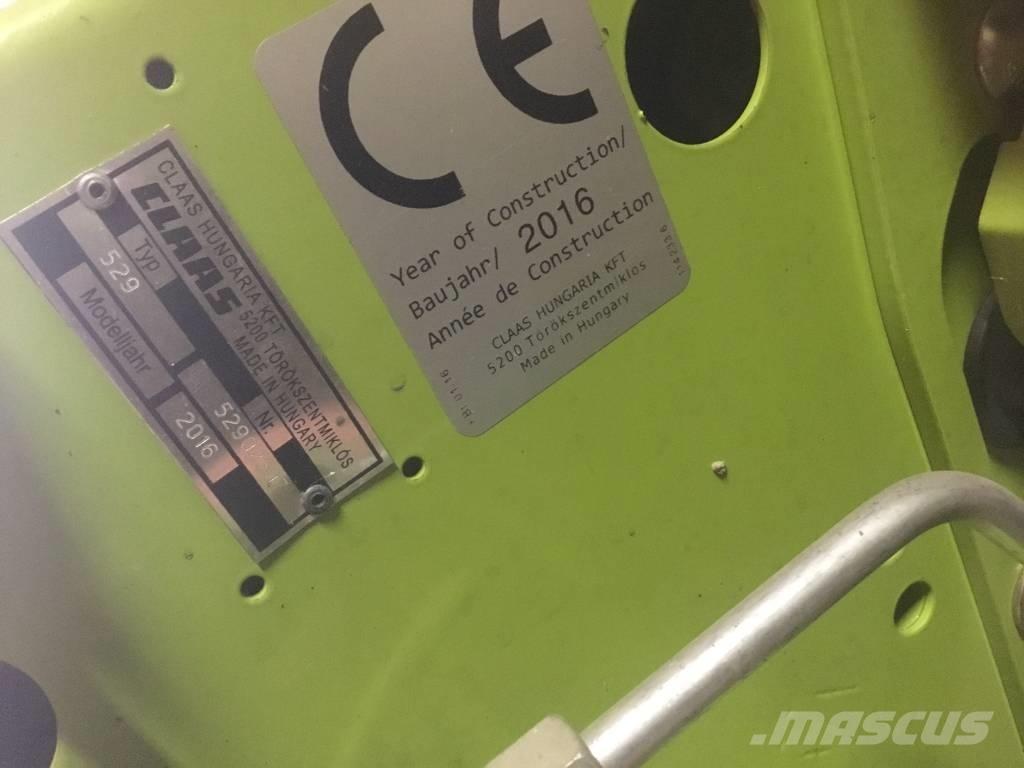 CLAAS HUNGARIA KFT
CLAAS
5200 TÖRÖKSZENTMIKLÓS
MADE IN HUNGARY
Typ
529
Nr.
Modelljahr
2016
CE
Year of Construction/
Baujahr/ 2016
Année de Construction
CLAAS HUNGARIA KFT
5200 Törökszentmiklós
Made in Hungary
.MASCUS